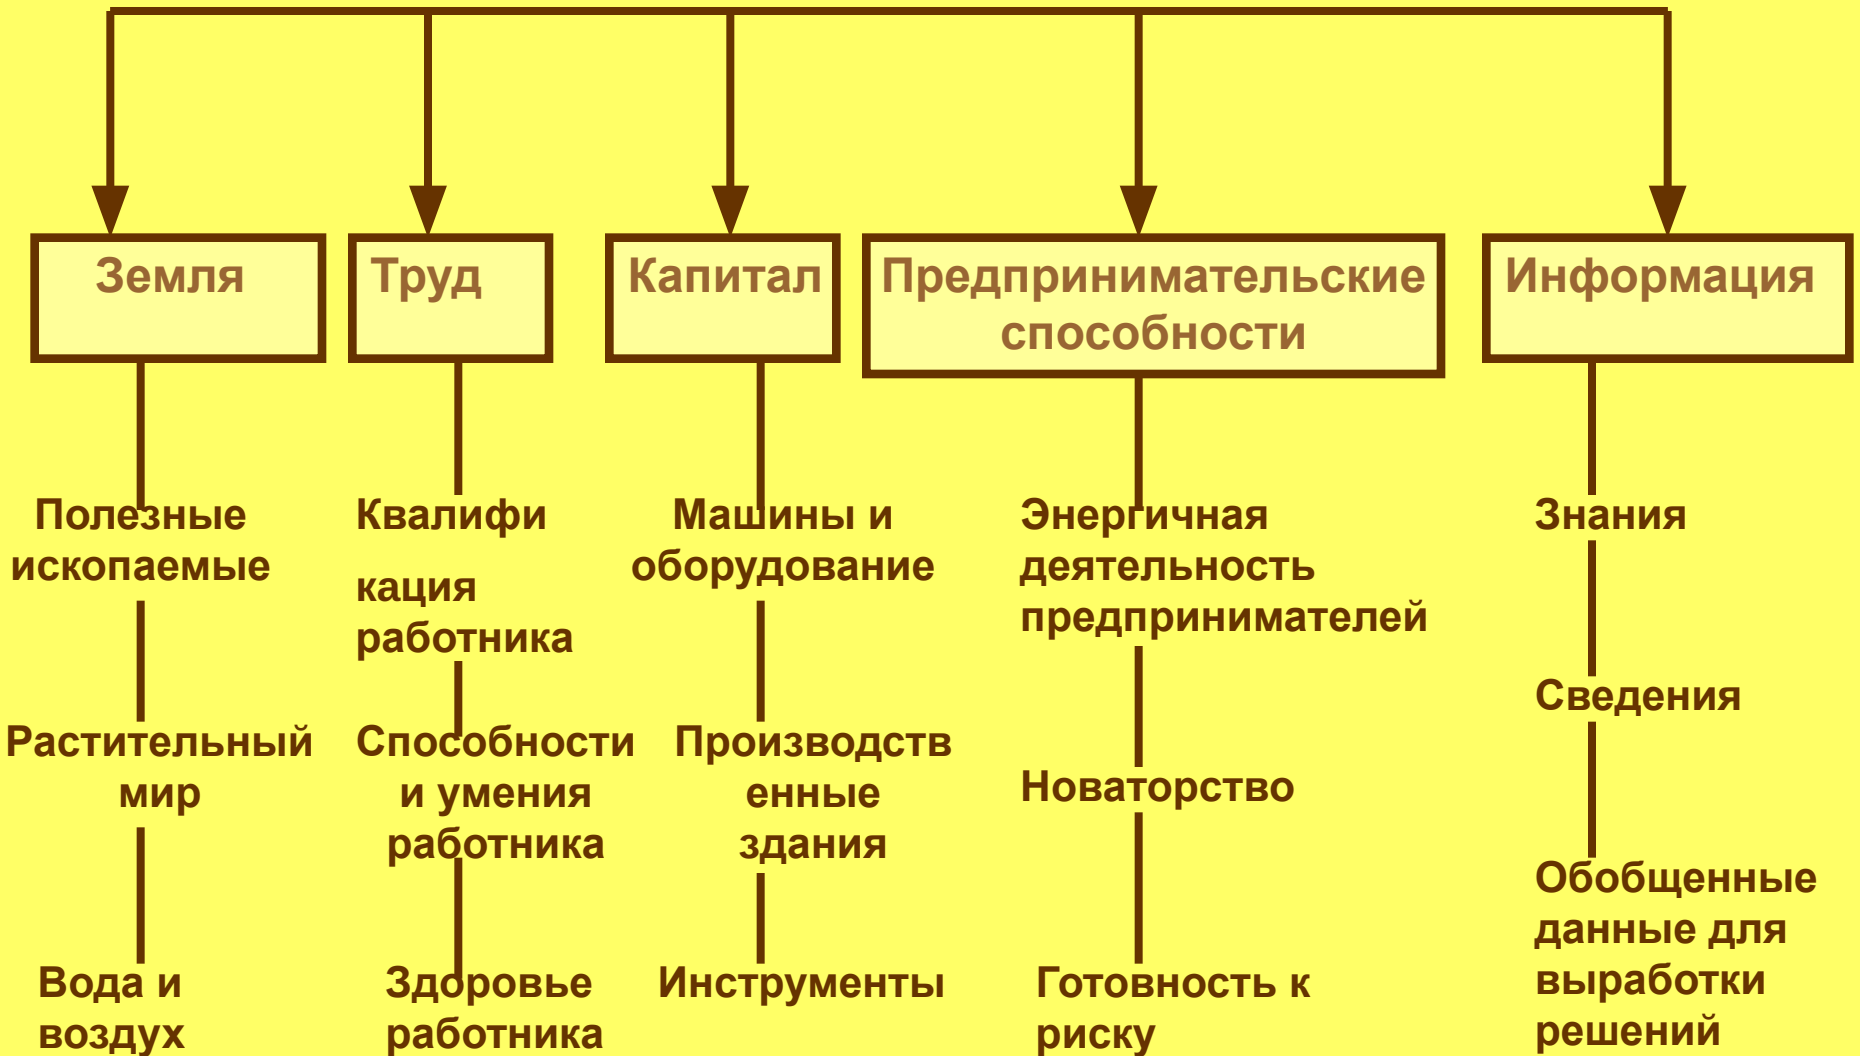 Земля
Труд
Капитал
Предпринимательские
способности
Информация
Полезные
ископаемые
Растительный
мир
Вода и
воздух
Квалифи
кация
работника
Способности
и умения
работника
Здоровье
работника
Машины и
оборудование
Производств
енные
здания
Инструменты
Энергичная
деятельность
предпринимателей
Новаторство
Готовность к
риску
Знания
Сведения
Обобщенные
данные для
выработки
решений